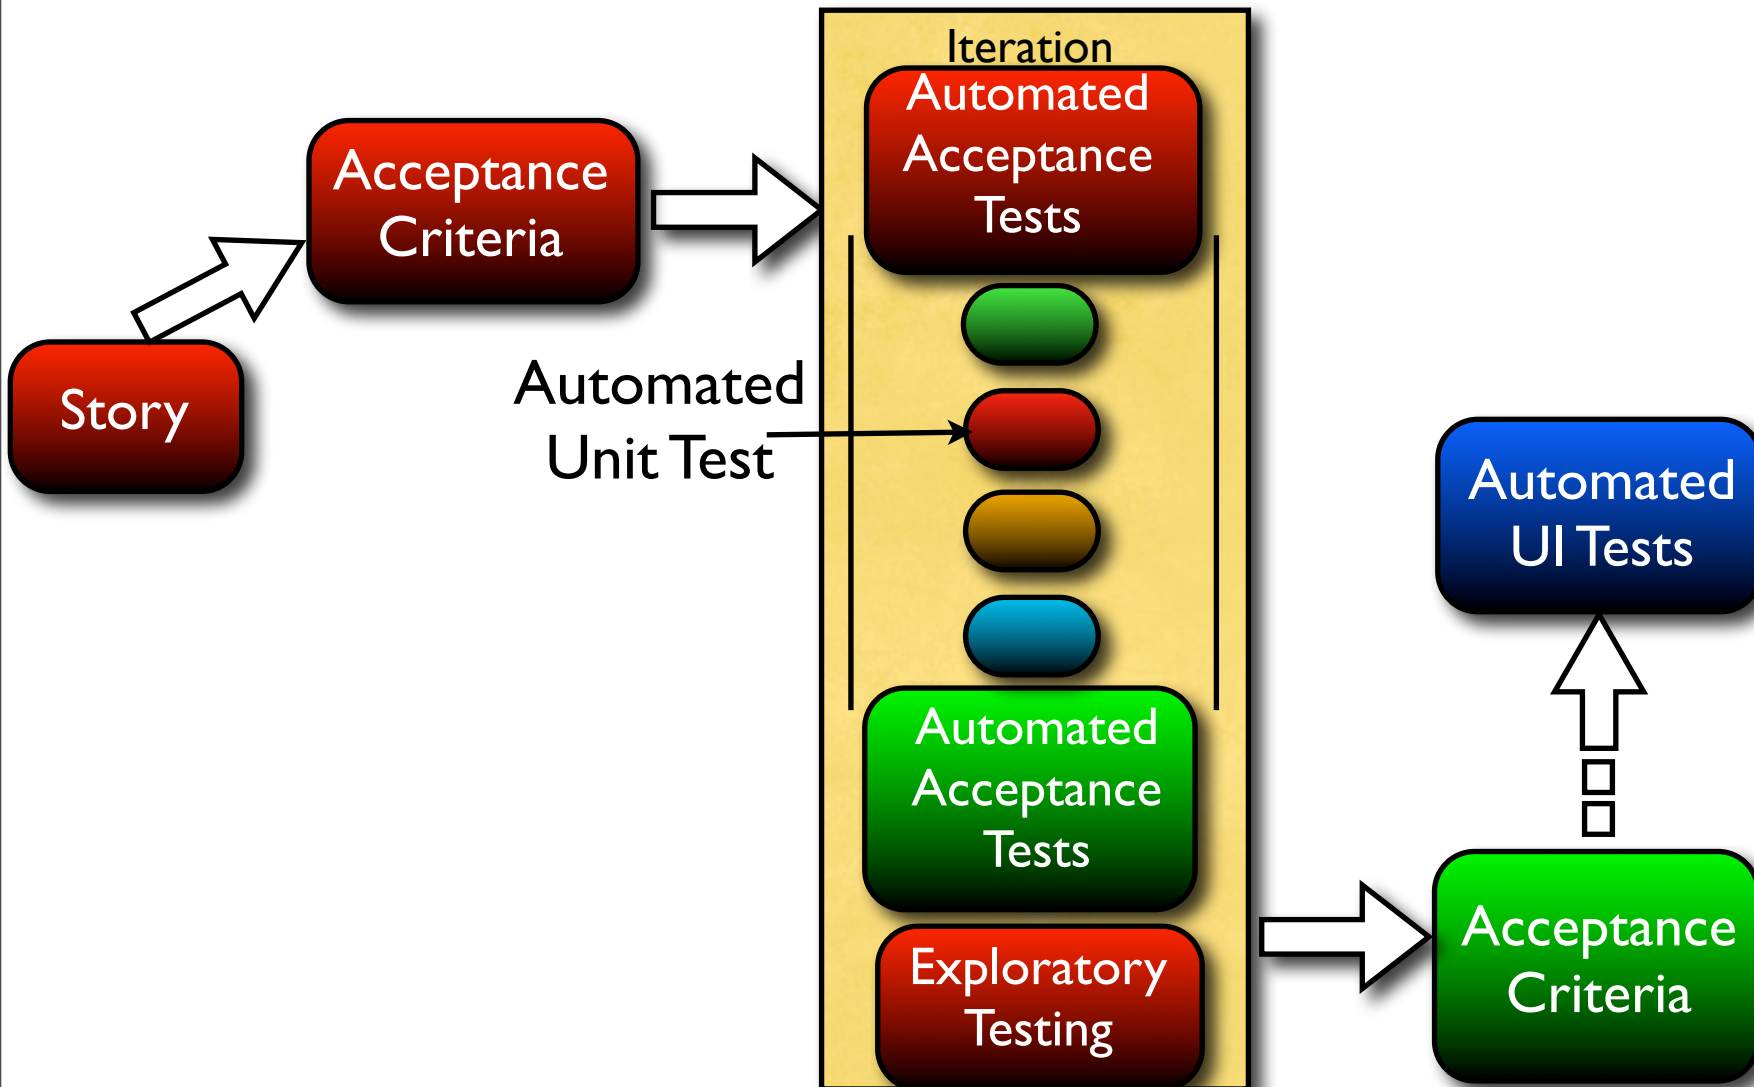 Iteration
Automated
Acceptance
Tests
Acceptance
Criteria
Story
Automated
Unit Test
Automated
UI Tests
Automated
Acceptance
Tests
Exploratory
Testing
Acceptance
Criteria